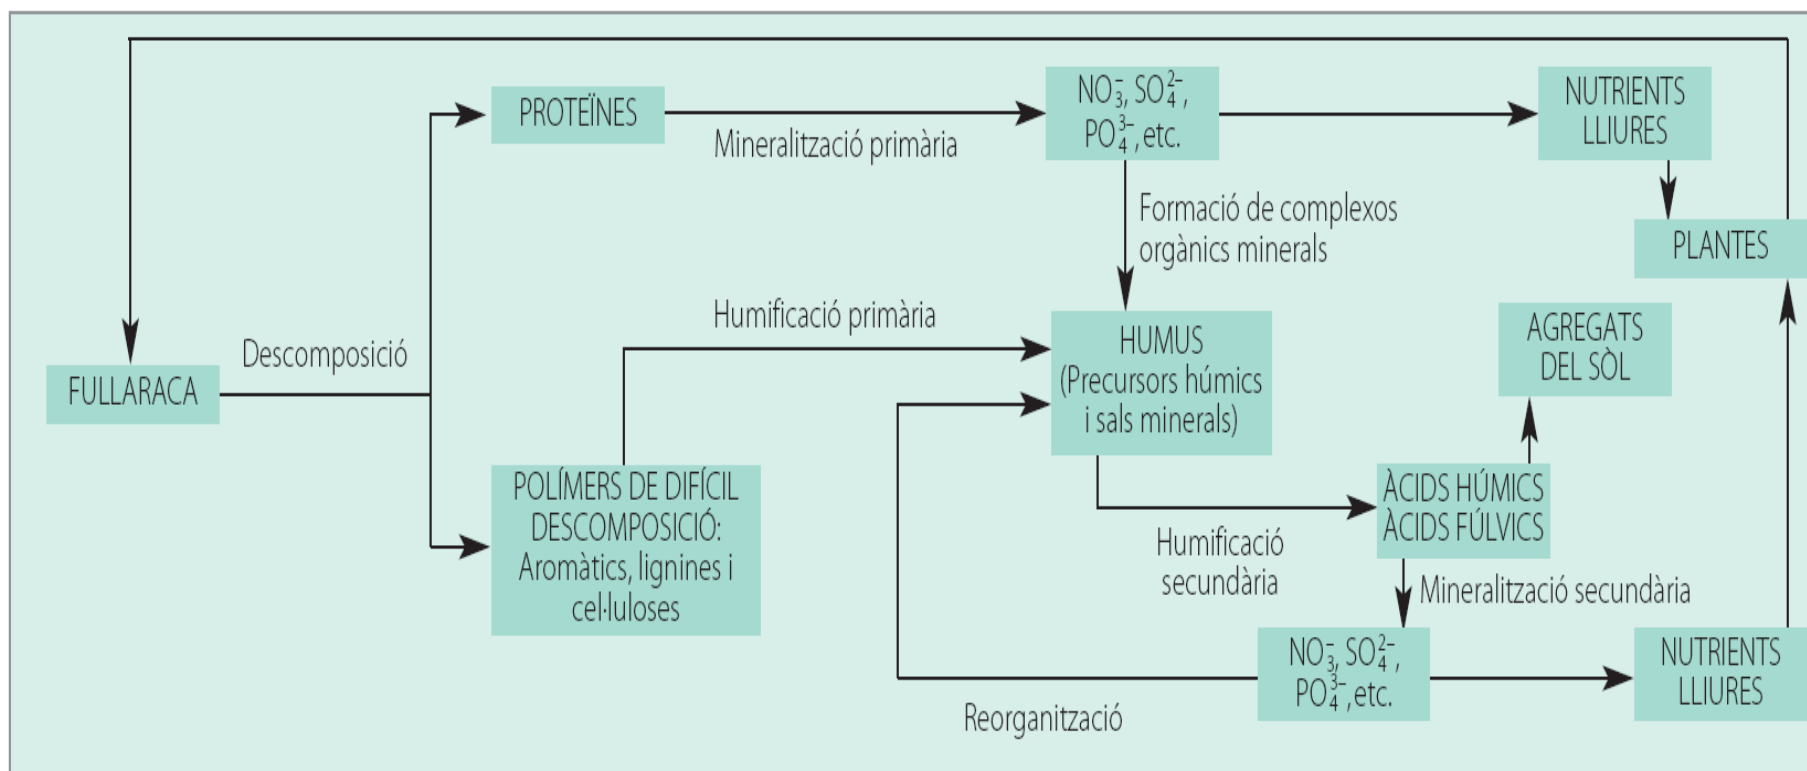 PROTEÏNES
Mineralització primària
NO₃⁻, SO₄²⁻,
PO₄³⁻, etc.
NUTRIENTS
LLIURES
Formació de complexos
orgànics minerals
PLANTES
Humificació primària
Descomposició
FULLARACA
HUMUS
(Precursors húmics
i sals minerals)
AGREGATS
DEL SÒL
POLÍMERS DE DIFÍCIL
DESCOMPOSICIÓ:
Aromàtics, lignines i
cel·luloses
ÀCIDS HÚMICS
ÀCIDS FÚLVICS
Humificació
secundària
Mineralització secundària
NO₃⁻, SO₄²⁻,
PO₄³⁻, etc.
NUTRIENTS
LLIURES
Reorganització